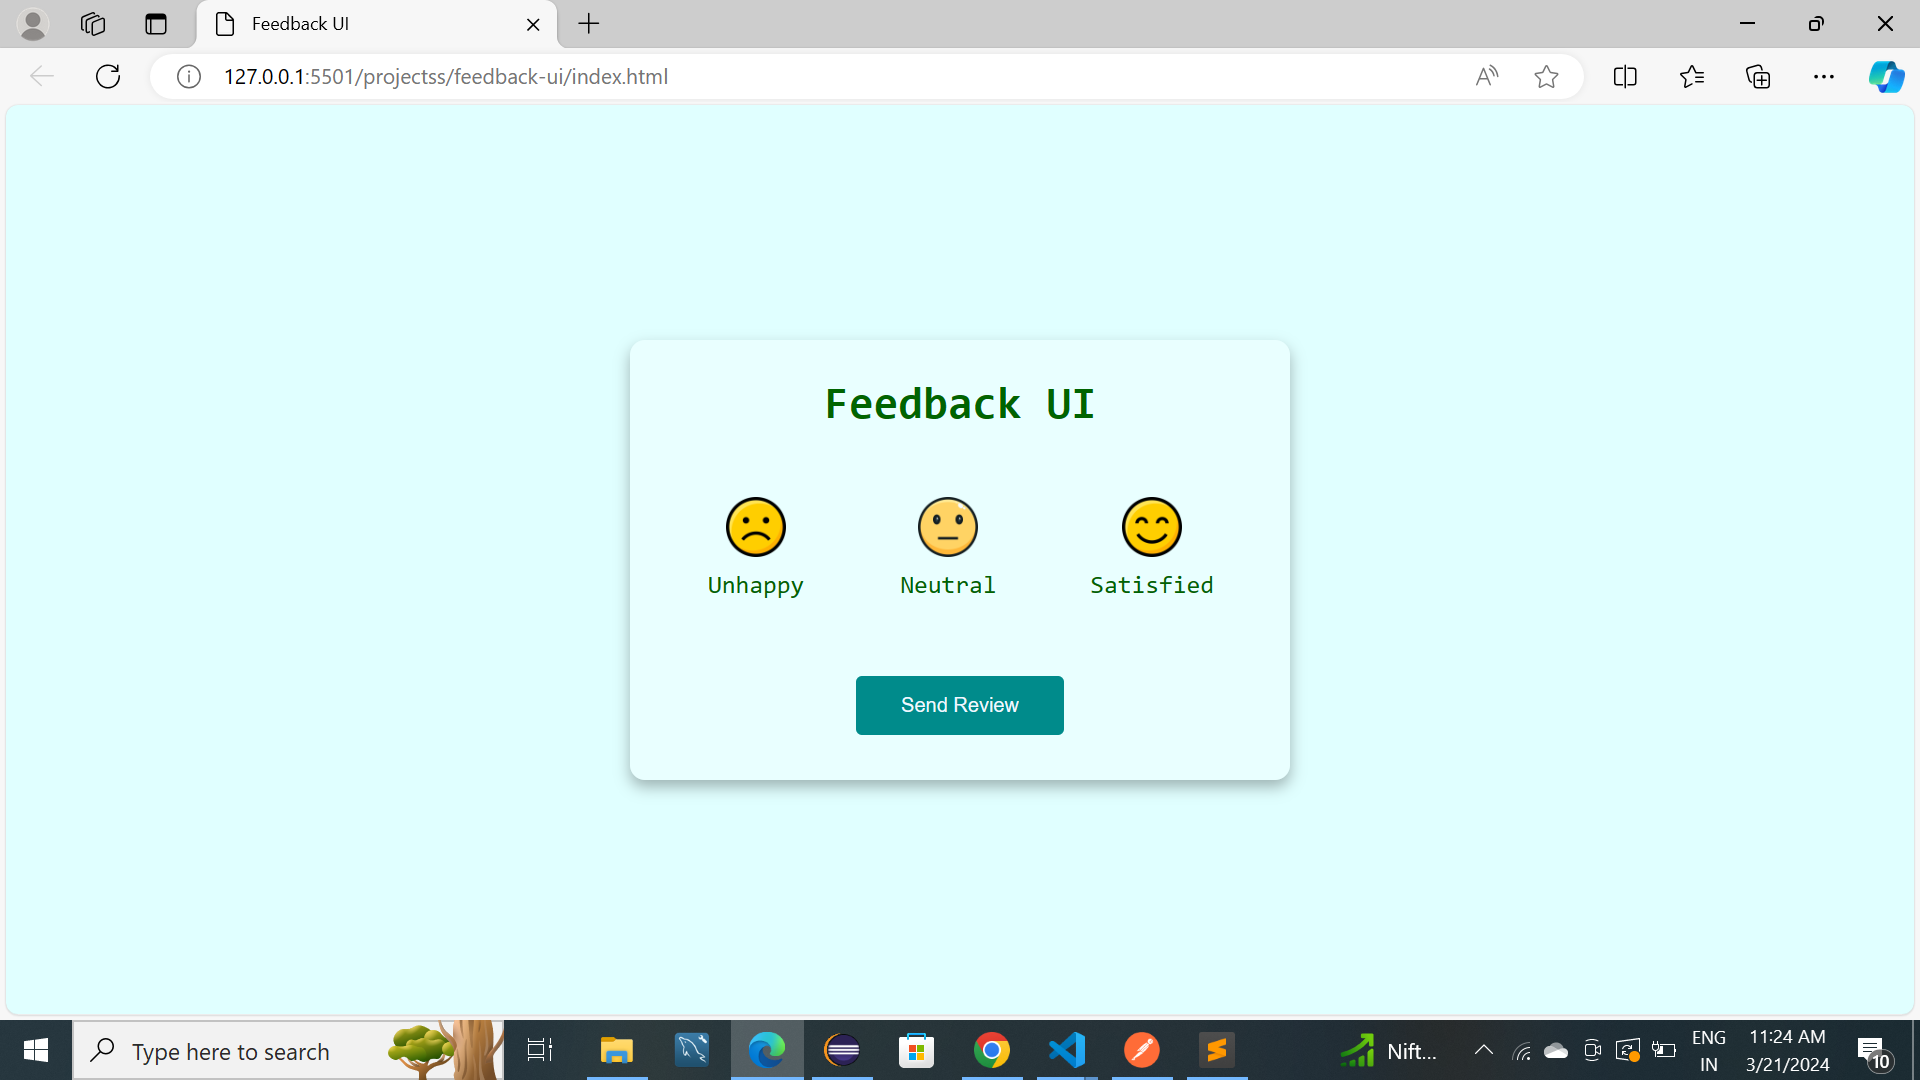 Feedback UI
127.0.0.1:5501/projectss/feedback-ui/index.html
Feedback UI
Unhappy Neutral Satisfied
Send Review
Type here to search
Nift...
ENG
IN
11:24 AM
3/21/2024
10